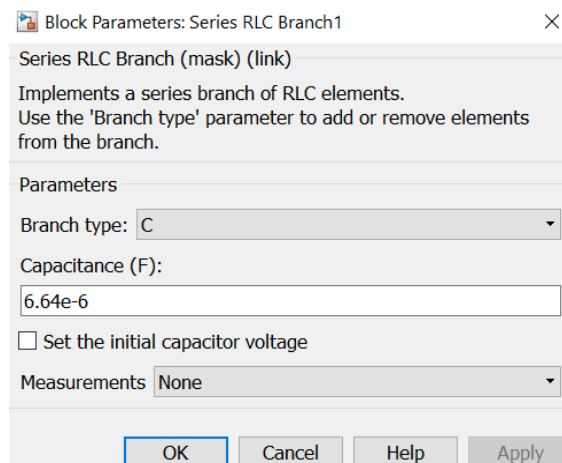 Block Parameters: Series RLC Branch1
Series RLC Branch (mask) (link)
Implements a series branch of RLC elements.
Use the 'Branch type' parameter to add or remove elements
from the branch.
Parameters
Branch type: C
Capacitance (F):
6.64e-6
Set the initial capacitor voltage
Measurements None
OK Cancel Help Apply